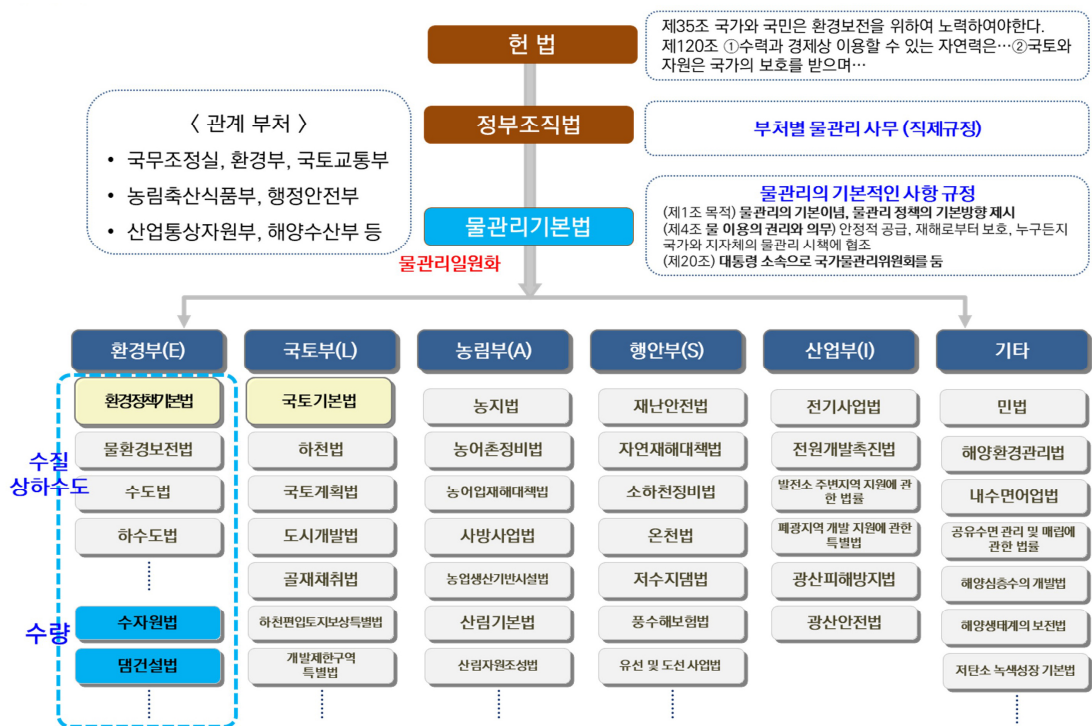 헌 법
제35조 국가와 국민은 환경보전을 위하여 노력하여야한다.
제120조 ①수력과 경제상 이용할 수 있는 자연력은…②국토와
자원은 국가의 보호를 받으며…
〈 관계 부처 〉
• 국무조정실, 환경부, 국토교통부
• 농림축산식품부, 행정안전부
• 산업통상자원부, 해양수산부 등
정부조직법
부처별 물관리 사무 (직제규정)
물관리기본법
물관리일원화
물관리의 기본적인 사항 규정
(제1조 목적) 물관리의 기본이념, 물관리 정책의 기본방향 제시
(제4조 물 이용의 권리와 의무) 안정적 공급, 재해로부터 보호, 누구든지
국가와 지자체의 물관리 시책에 협조
(제20조) 대통령 소속으로 국가물관리위원회를 둠
환경부(E)
수질
상하수도
수량
환경정책기본법
물환경보전법
수도법
하수도법
수자원법
댐건설법
국토부(L)
국토기본법
하천법
국토계획법
도시개발법
골재채취법
하천편입토지보상특별법
개발제한구역
특별법
농림부(A)
농지법
농어촌정비법
농어업재해대책법
사방사업법
농업생산기반시설법
산림기본법
산림자원조성법
행안부(S)
재난안전법
자연재해대책법
소하천정비법
온천법
저수지댐법
풍수해보험법
유선 및 도선 사업법
산업부(I)
전기사업법
전원개발촉진법
발전소 주변지역 지원에 관
한 법률
폐광지역 개발 지원에 관한
특별법
광산피해방지법
광산안전법
기타
민법
해양환경관리법
내수면어업법
공유수면 관리 및 매립에
관한 법률
해양심층수의 개발법
해양생태계의 보전법
저탄소 녹색성장 기본법